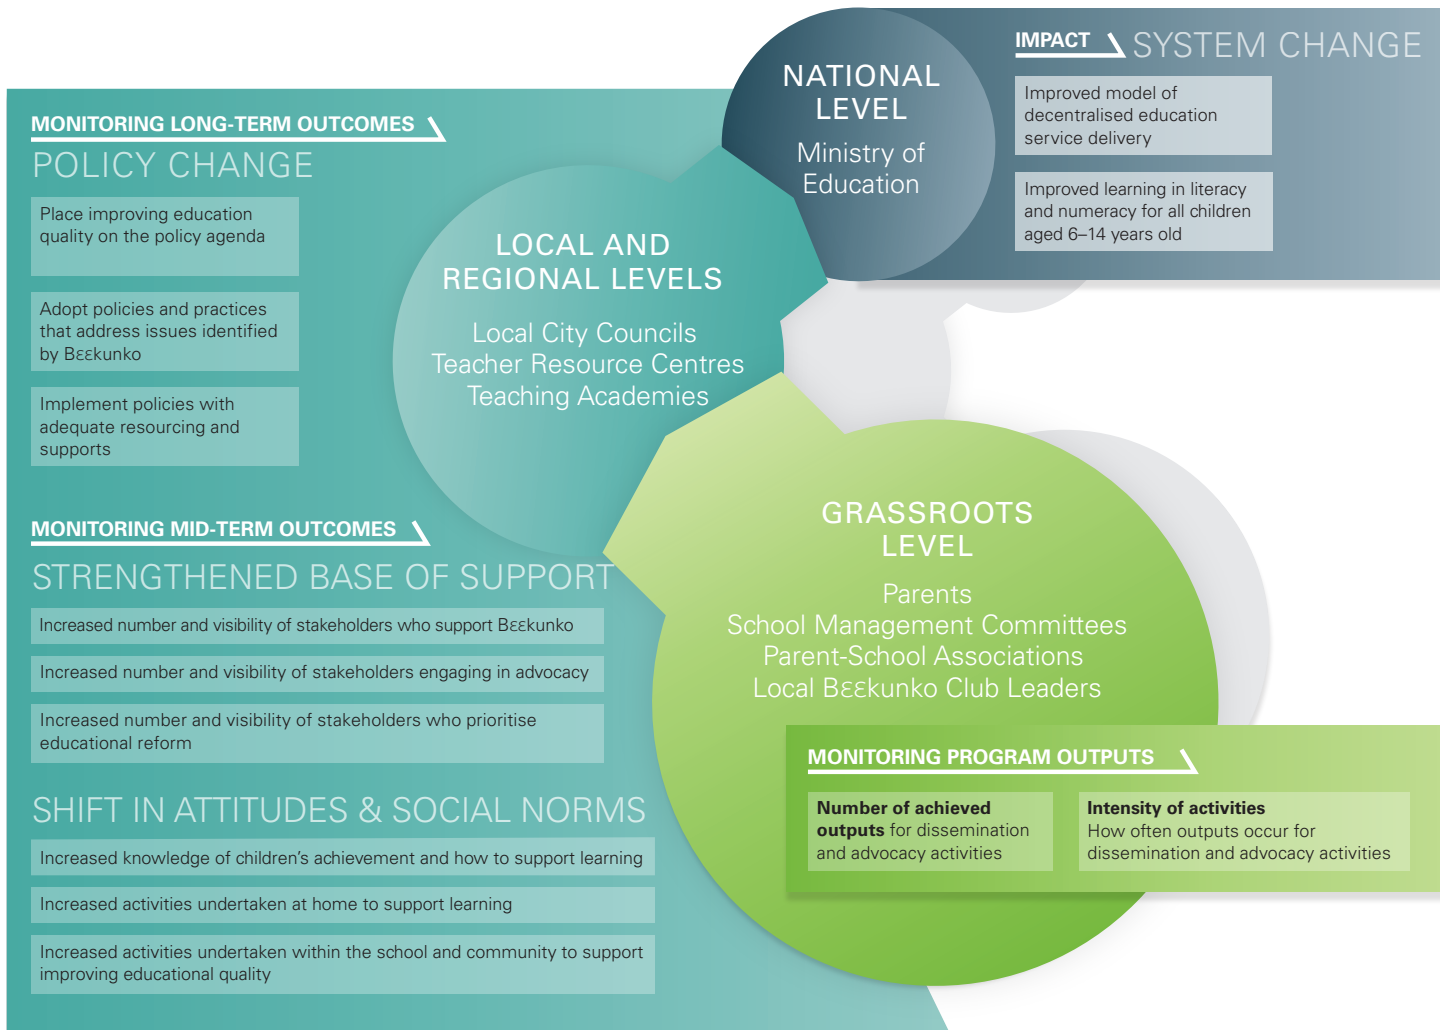 NATIONAL
LEVEL
Ministry of
Education
IMPACT
SYSTEM CHANGE
Improved model of
decentralised education
service delivery
Improved learning in literacy
and numeracy for all children
aged 6–14 years old
MONITORING LONG-TERM OUTCOMES
POLICY CHANGE
Place improving education
quality on the policy agenda
Adopt policies and practices
that address issues identified
by Bɛɛkunko
Implement policies with
adequate resourcing and
supports
LOCAL AND
REGIONAL LEVELS
Local City Councils
Teacher Resource Centres
Teaching Academies
MONITORING MID-TERM OUTCOMES
STRENGTHENED BASE OF SUPPORT
Increased number and visibility of stakeholders who support Bɛɛkunko
Increased number and visibility of stakeholders engaging in advocacy
Increased number and visibility of stakeholders who prioritise
educational reform
SHIFT IN ATTITUDES & SOCIAL NORMS
Increased knowledge of children's achievement and how to support learning
Increased activities undertaken at home to support learning
Increased activities undertaken within the school and community to support
improving educational quality
GRASSROOTS
LEVEL
Parents
School Management Committees
Parent-School Associations
Local Bɛɛkunko Club Leaders
MONITORING PROGRAM OUTPUTS
Number of achieved
outputs for dissemination
and advocacy activities
Intensity of activities
How often outputs occur for
dissemination and advocacy activities